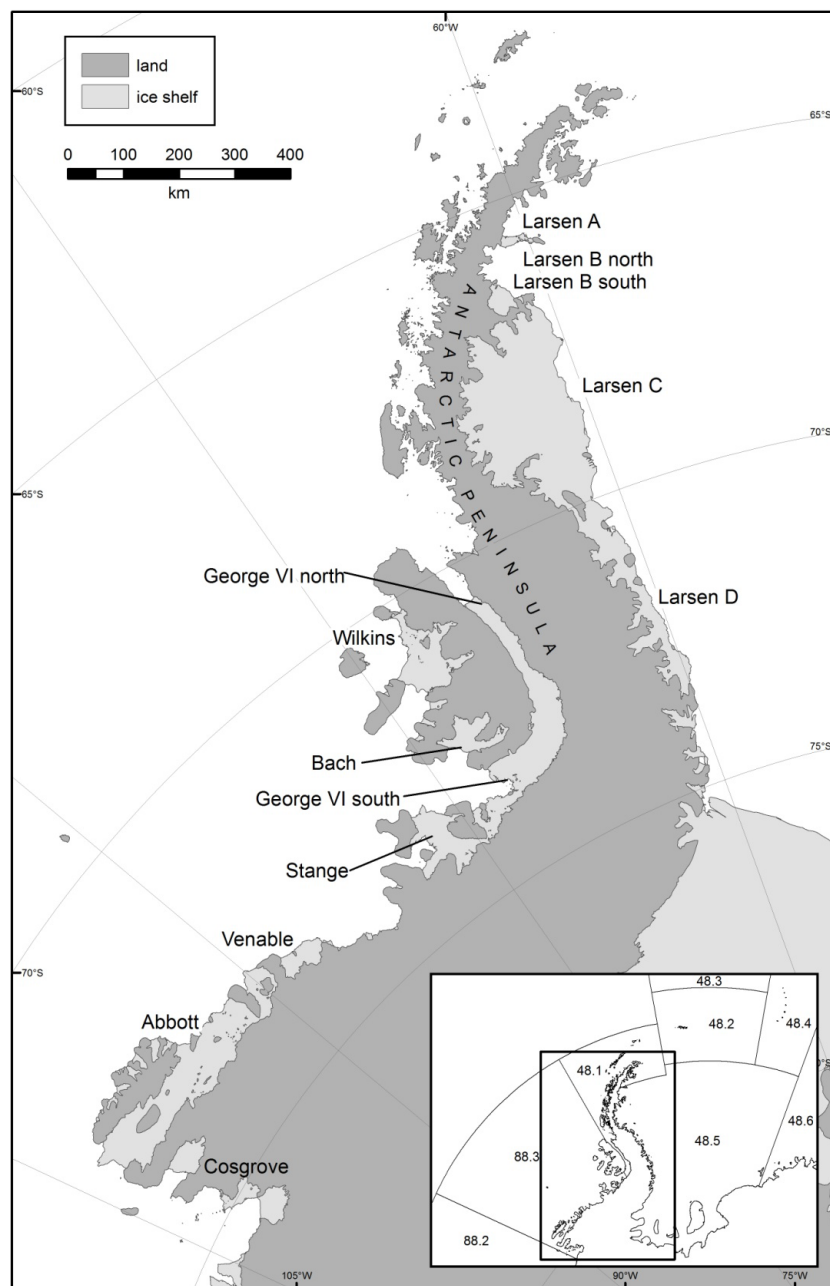 60°W
60°S
65°S
land
ice shelf
0 100 200 300 400
km
Larsen A
Larsen B north
Larsen B south
ANTARCTIC PENINSULA
Larsen C
70°S
65°S
George VI north
Larsen D
Wilkins
75°S
Bach
George VI south
Stange
Venable
70°S
Abbott
Cosgrove
48.3
48.2
48.4
48.1
48.5
48.6
88.3
88.2
105°W
90°W
75°W